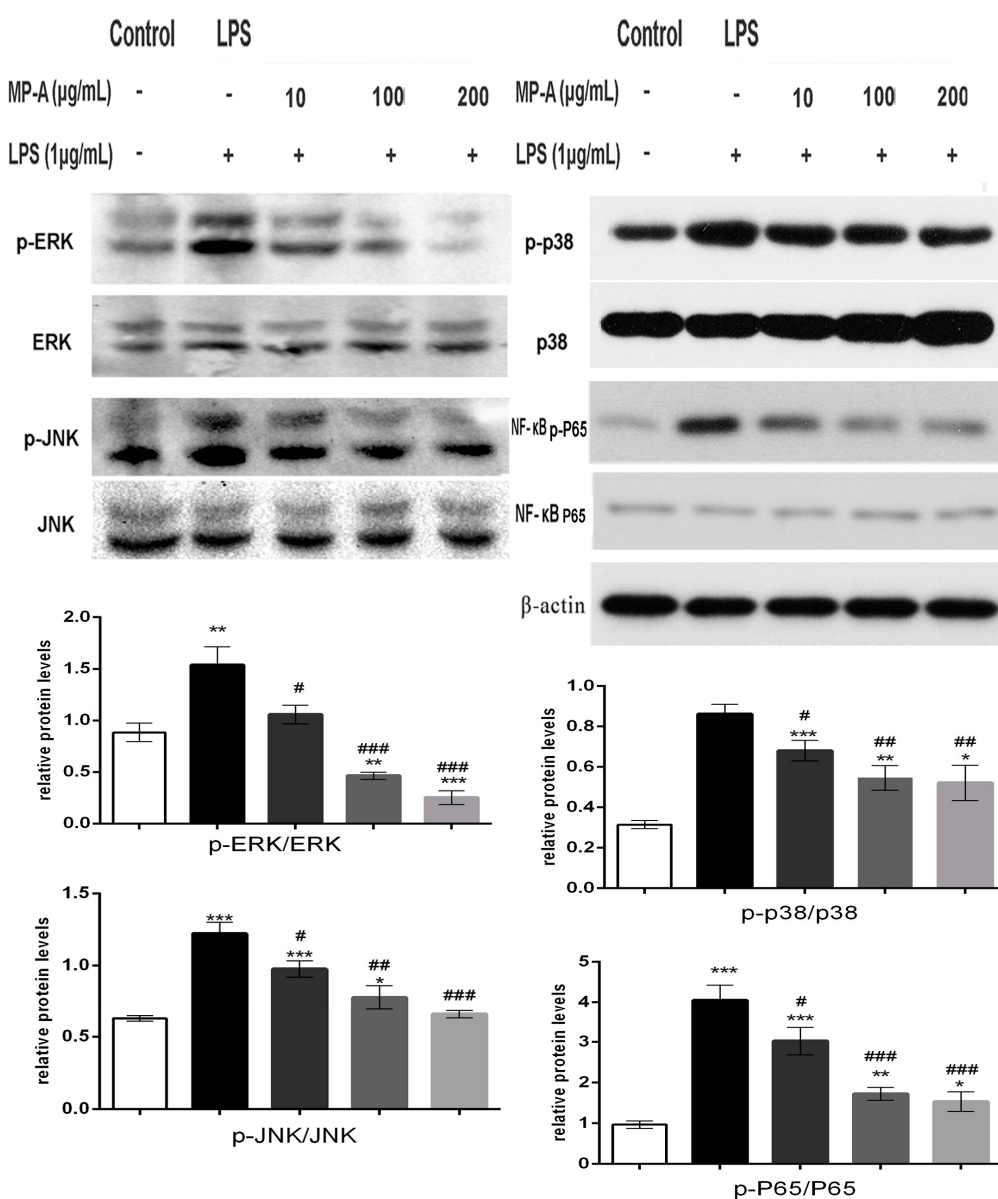 Control LPS
MP-A (µg/mL) - - 10 100 200
LPS (1µg/mL) - + + + +
p-ERK
ERK
p-JNK
JNK
Control LPS
MP-A (µg/mL) - - 10 100 200
LPS (1µg/mL) - + + + +
p-p38
p38
NF-κB p-P65
NF-κB P65
β-actin
relative protein levels
2.0
1.5
1.0
0.5
0.0
**
#
###
**
###
***
p-ERK/ERK
relative protein levels
1.5
1.0
0.5
0.0
***
#
***
##
*
###
p-JNK/JNK
relative protein levels
1.0
0.8
0.6
0.4
0.2
0.0
#
***
##
**
##
*
p-p38/p38
relative protein levels
5
4
3
2
1
0
***
#
***
###
**
###
*
p-P65/P65